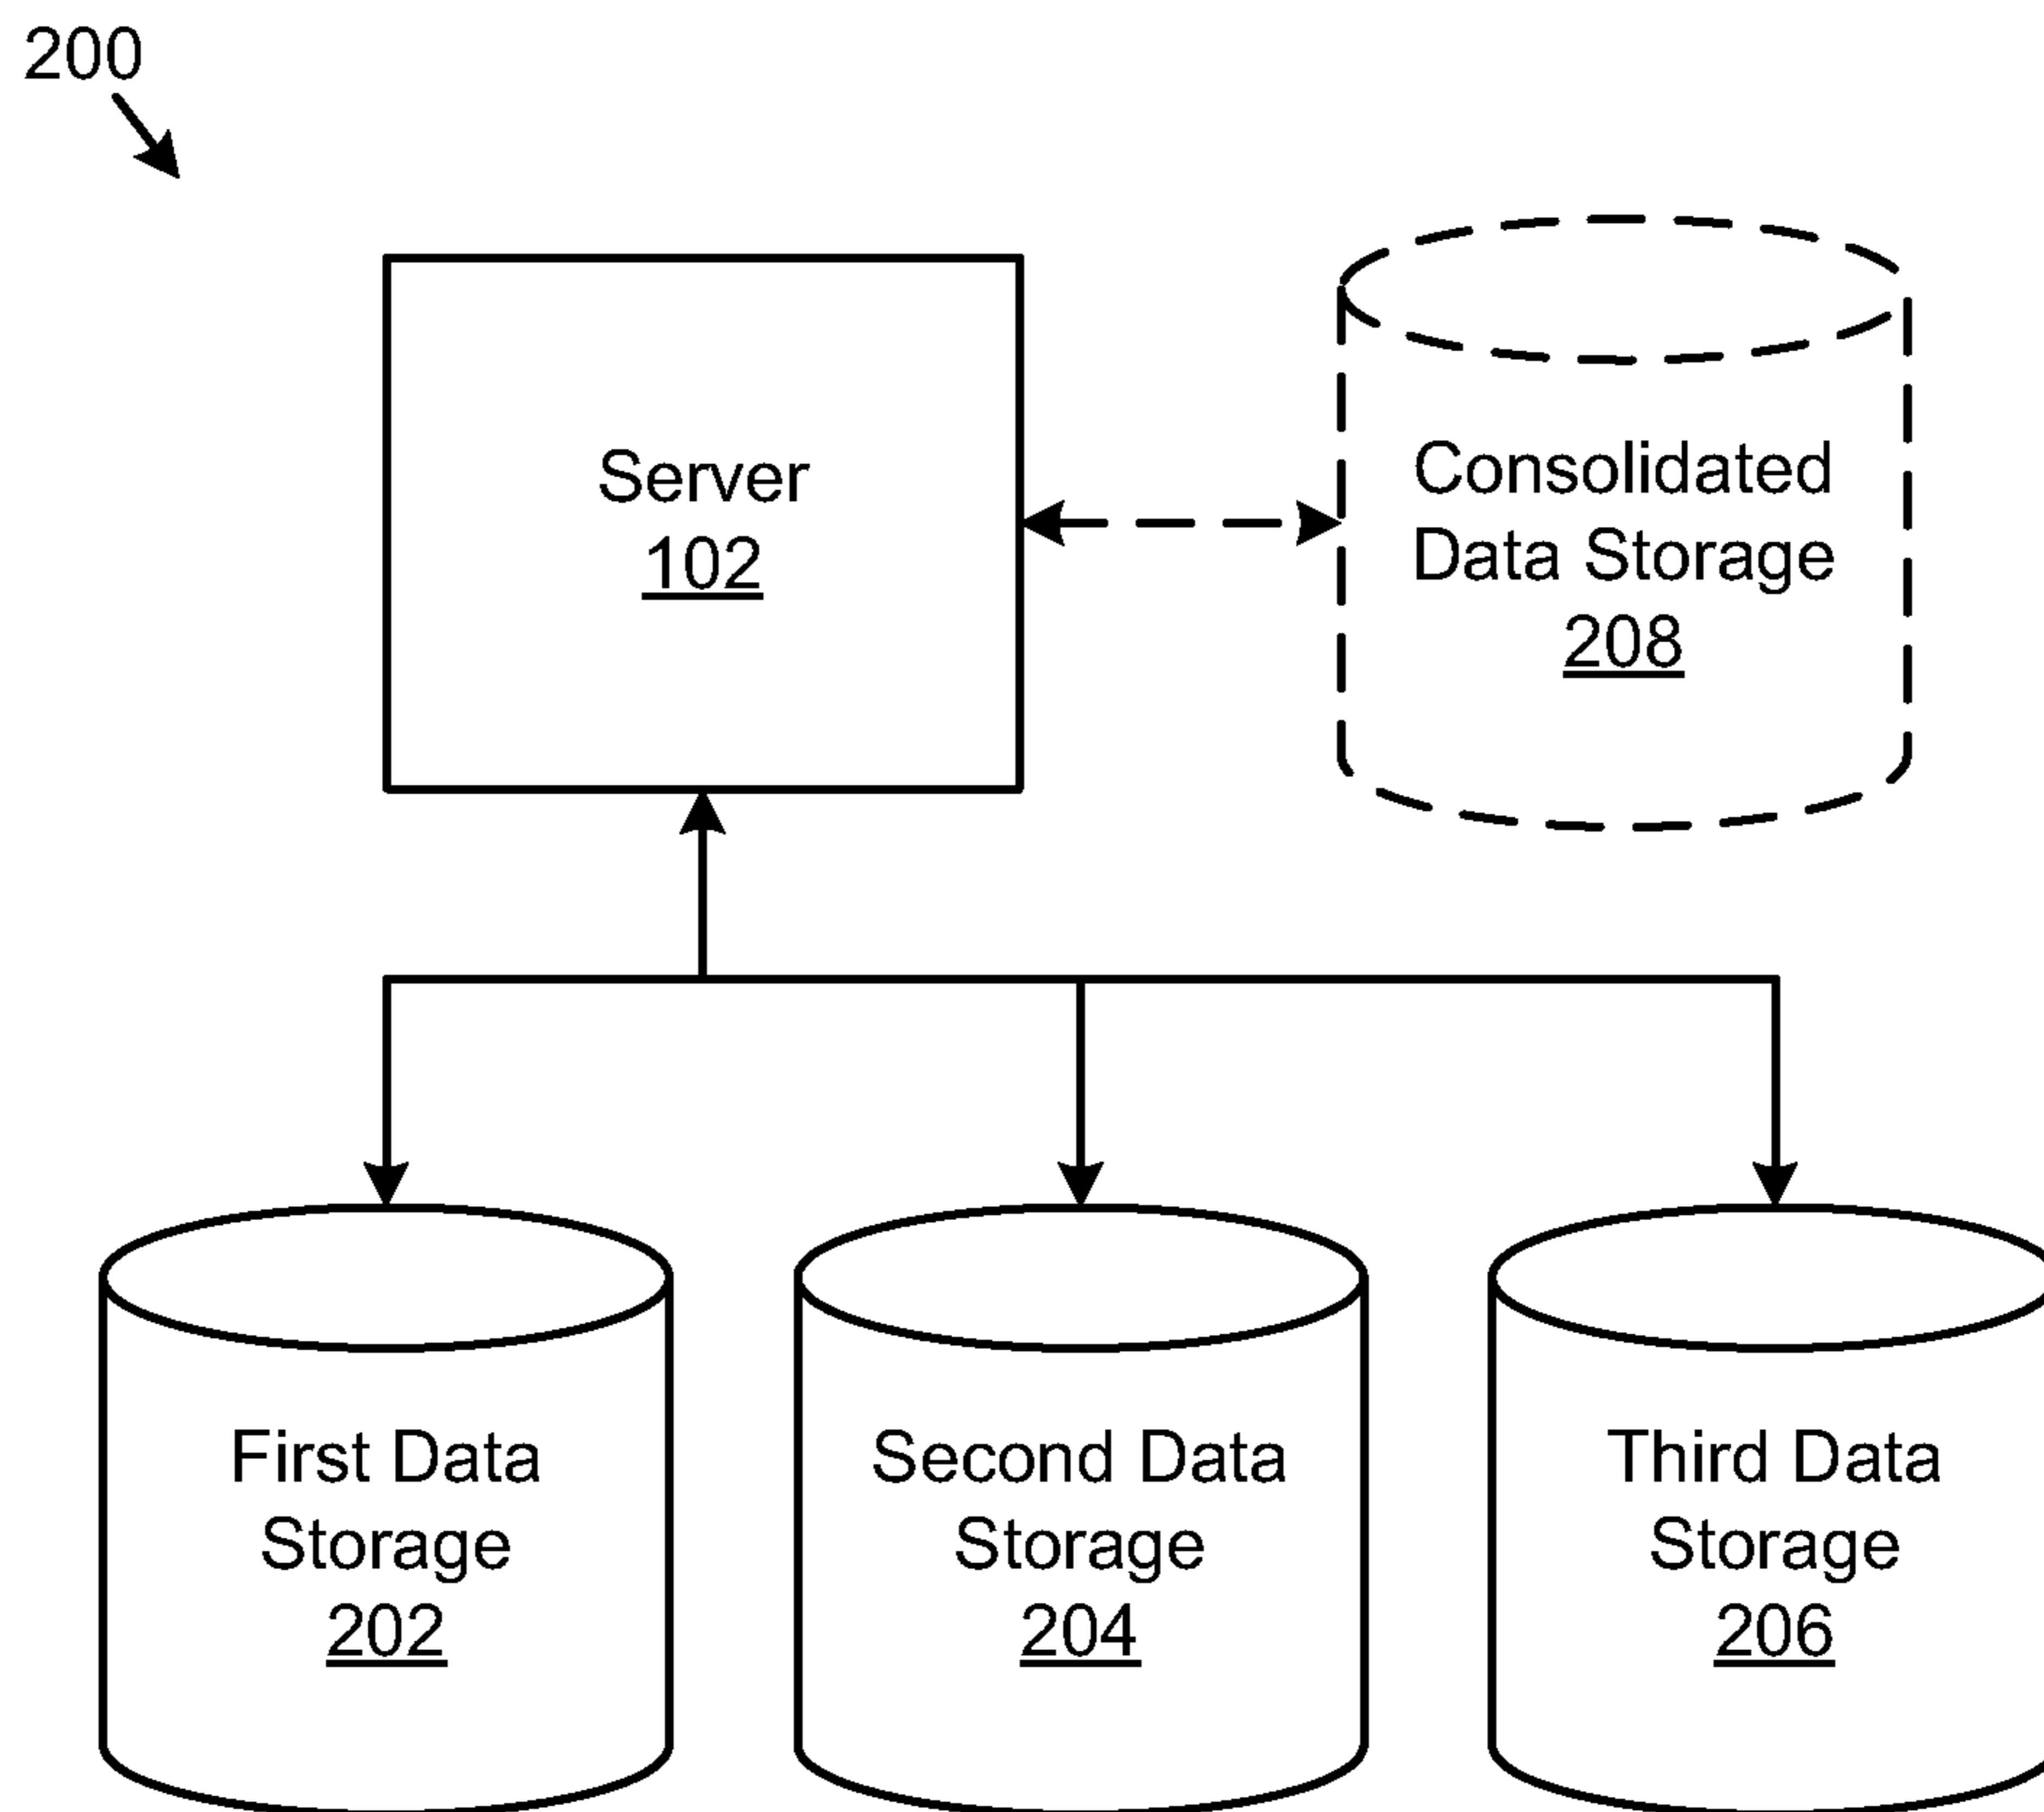 200
Server
102
Consolidated
Data Storage
208
First Data
Storage
202
Second Data
Storage
204
Third Data
Storage
206